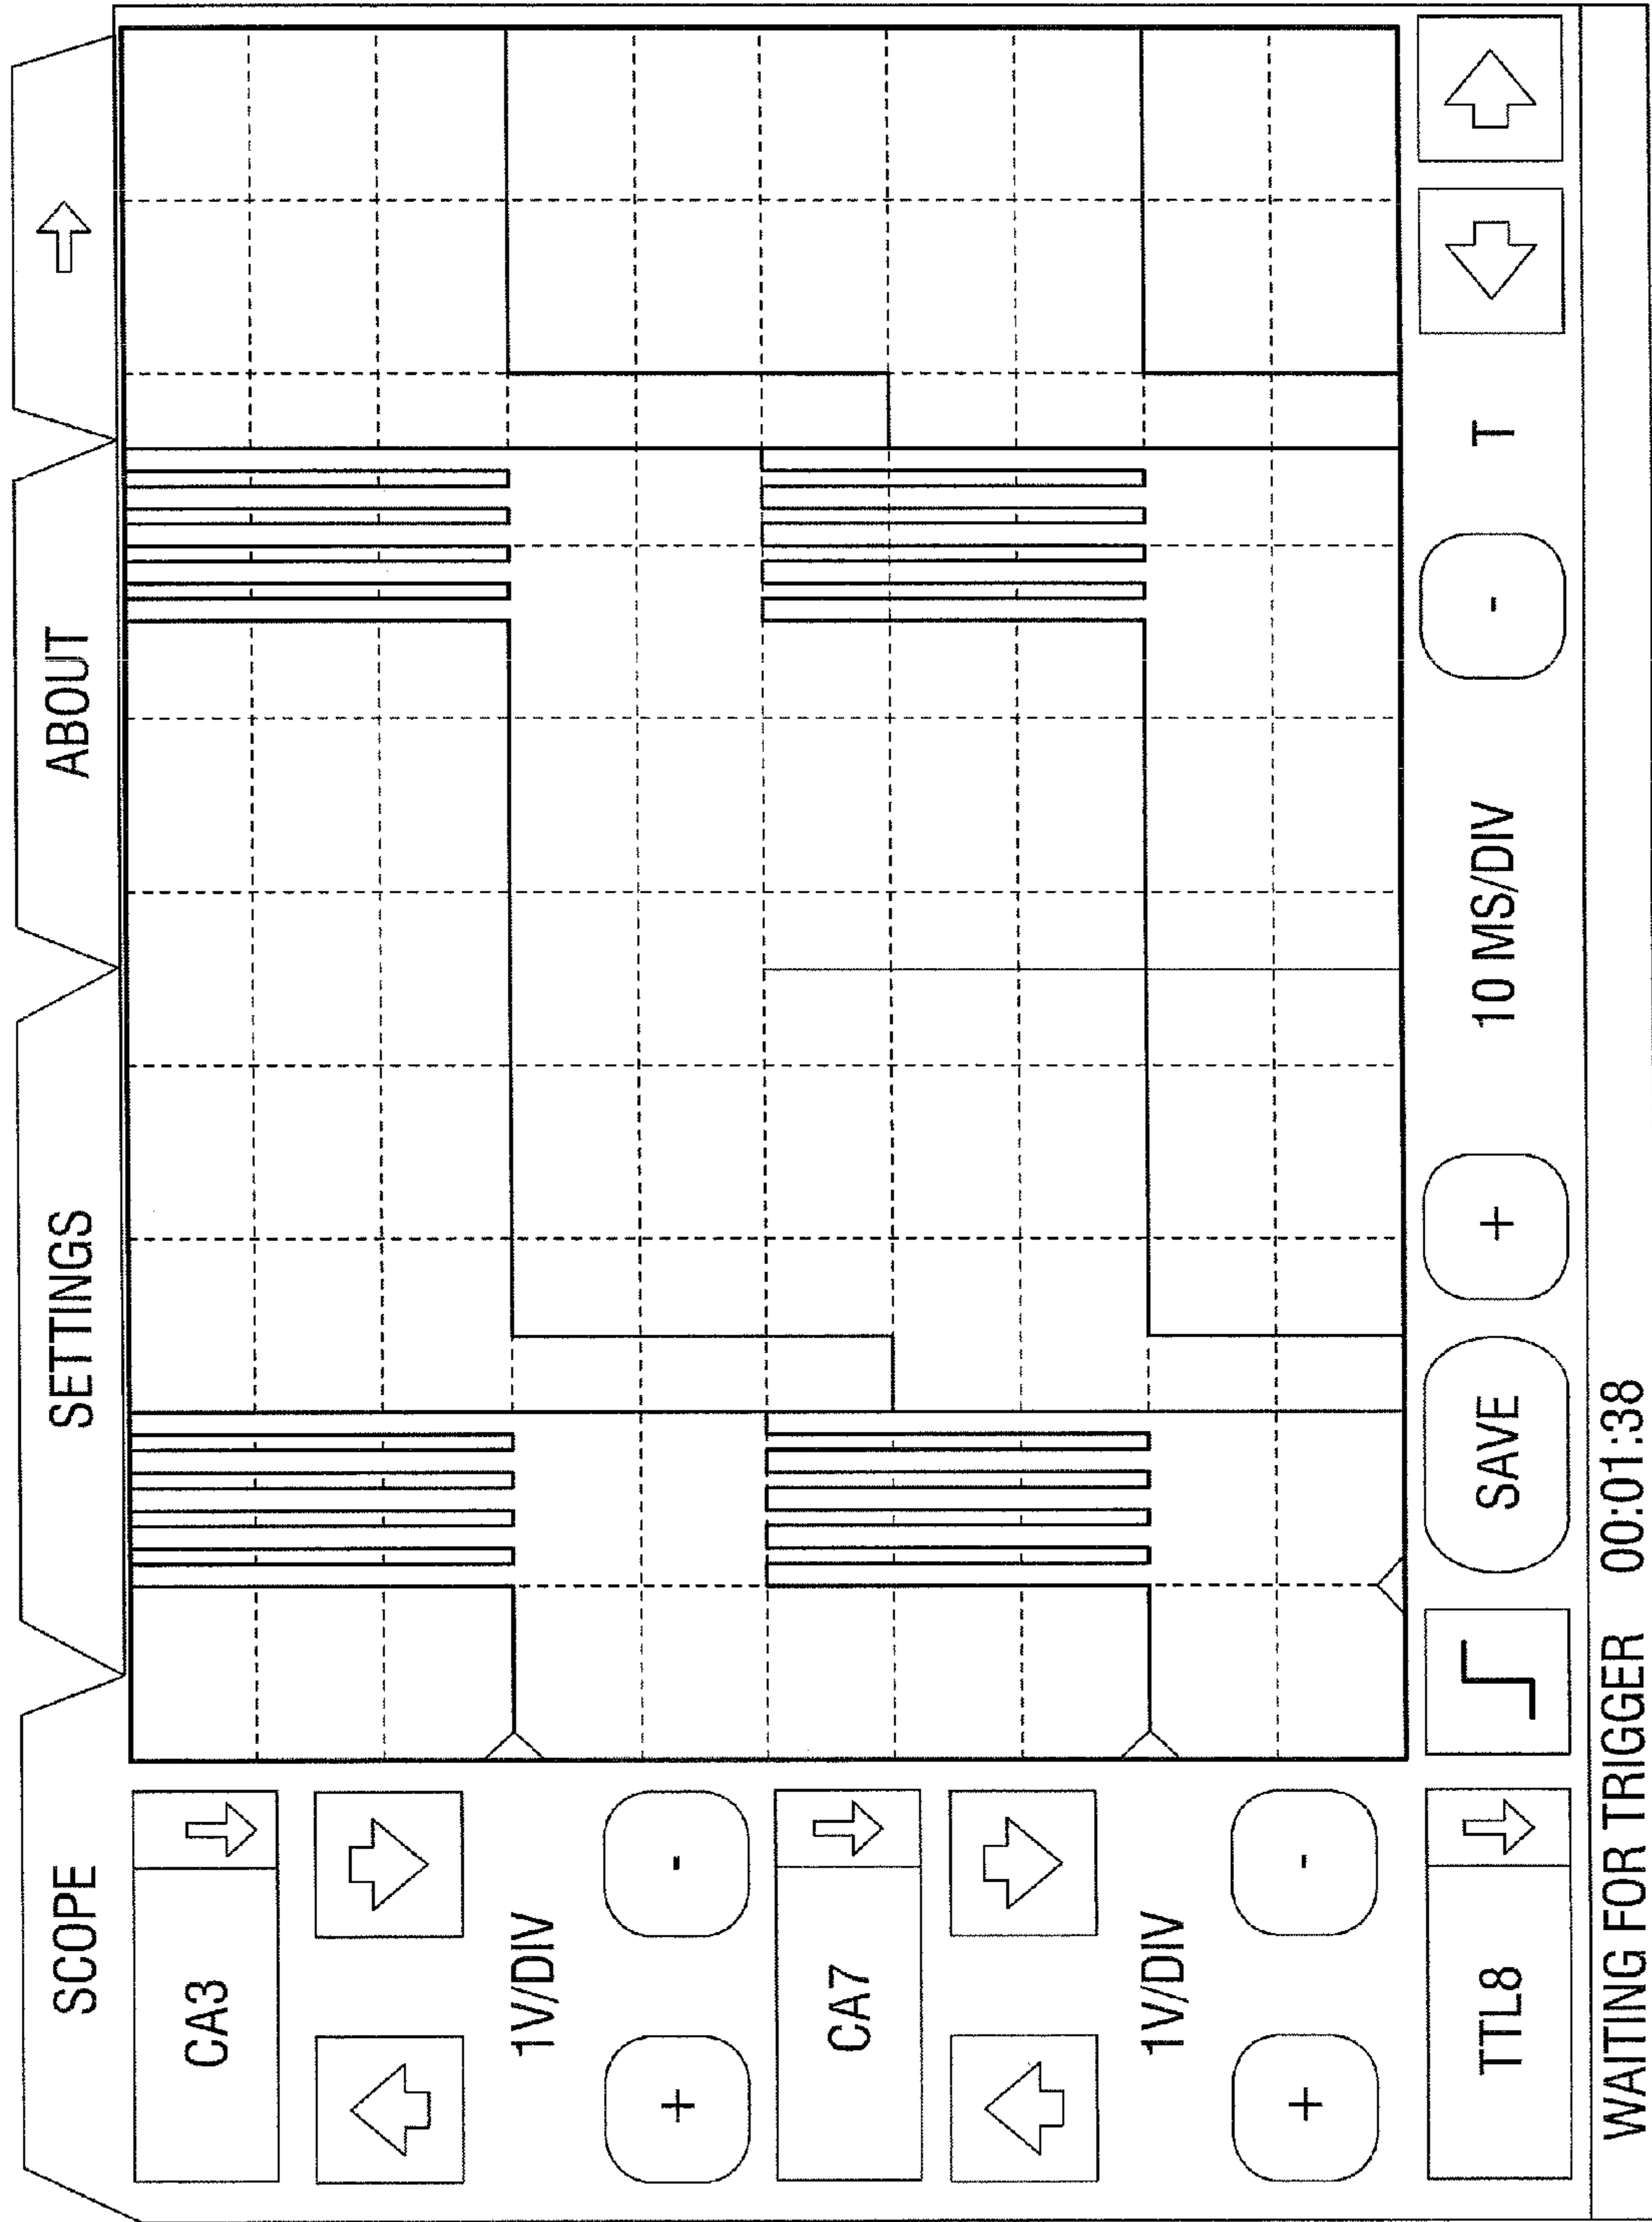 SCOPE
SETTINGS
ABOUT
CA3
1V/DIV
+
-
CA7
1V/DIV
+
-
TTL8
SAVE
+
10 MS/DIV
-
T
WAITING FOR TRIGGER 00:01:38